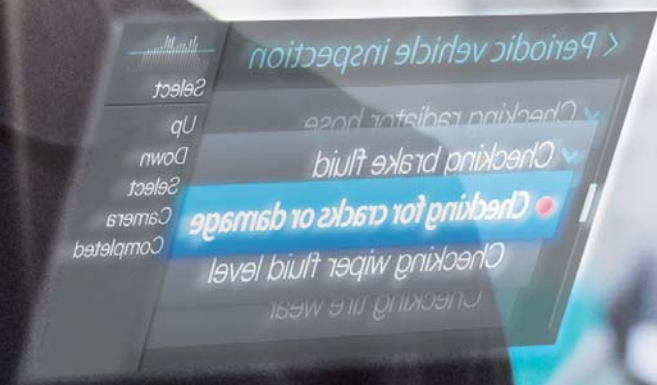 < Periodic vehicle inspection
Checking radiator hose
Checking brake fluid
Checking for cracks or damage
Checking wiper fluid level
Checking tire wear
Select
Up
Down
Select
Camera
Completed